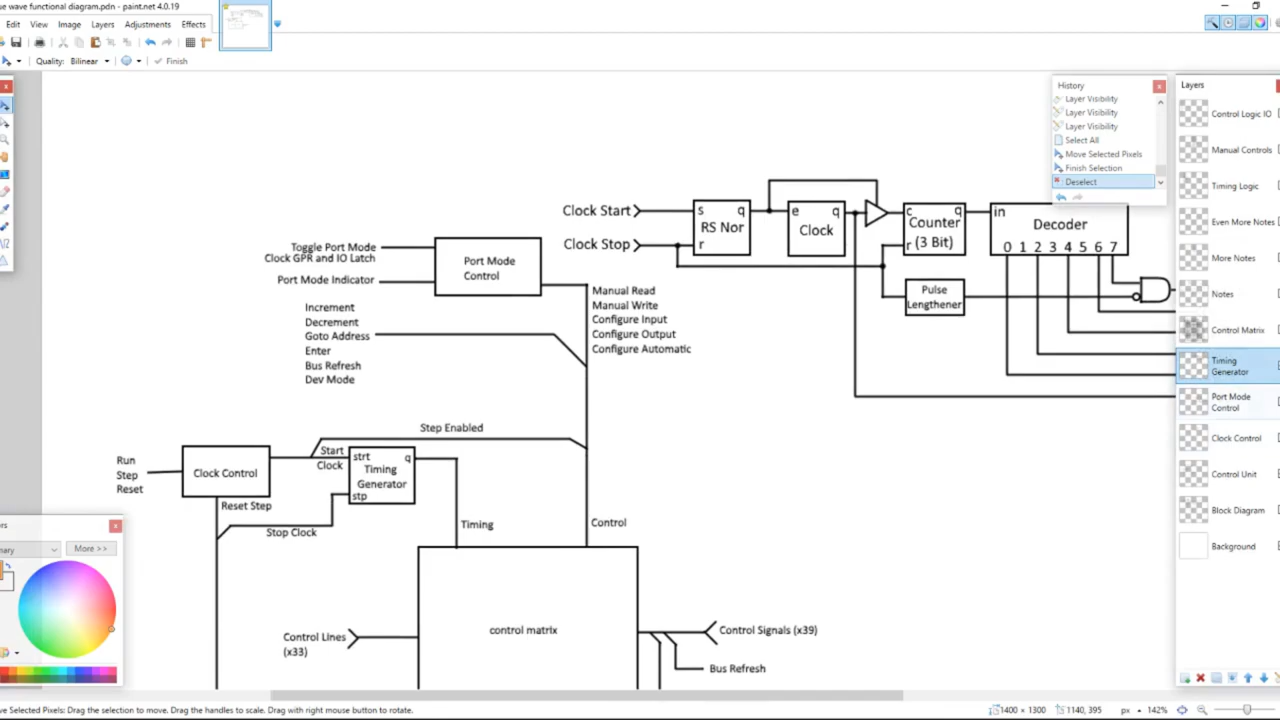 ue wave functional diagram.pdn - paint.net 4.0.19
Edit View Image Layers Adjustments Effects
Quality: Bilinear Finish
History
Layer Visibility
Layer Visibility
Layer Visibility
Select All
Move Selected Pixels
Finish Selection
Deselect
Layers
Control Logic IO
Manual Controls
Timing Logic
Even More Notes
More Notes
Notes
Control Matrix
Timing
Generator
Port Mode
Control
Clock Control
Control Unit
Block Diagram
Background
Clock Start
Clock Stop
s q
RS Nor
r
e q
Clock
c q
Counter
r (3 Bit)
in
Decoder
0 1 2 3 4 5 6 7
Pulse
Lengthener
Toggle Port Mode
Clock GPR and IO Latch
Port Mode Indicator
Port Mode
Control
Manual Read
Manual Write
Configure Input
Configure Output
Configure Automatic
Increment
Decrement
Goto Address
Enter
Bus Refresh
Dev Mode
Step Enabled
Run
Step
Reset
Clock Control
Start
Clock
strt q
Timing
Generator
stp
Reset Step
Stop Clock
Timing
Control
control matrix
Control Lines
(x33)
Control Signals (x39)
Bus Refresh
ers
mary
More >>
ve Selected Pixels: Drag the selection to move. Drag the handles to scale. Drag with right mouse button to rotate.
1400 × 1300 1140, 395 px 142%